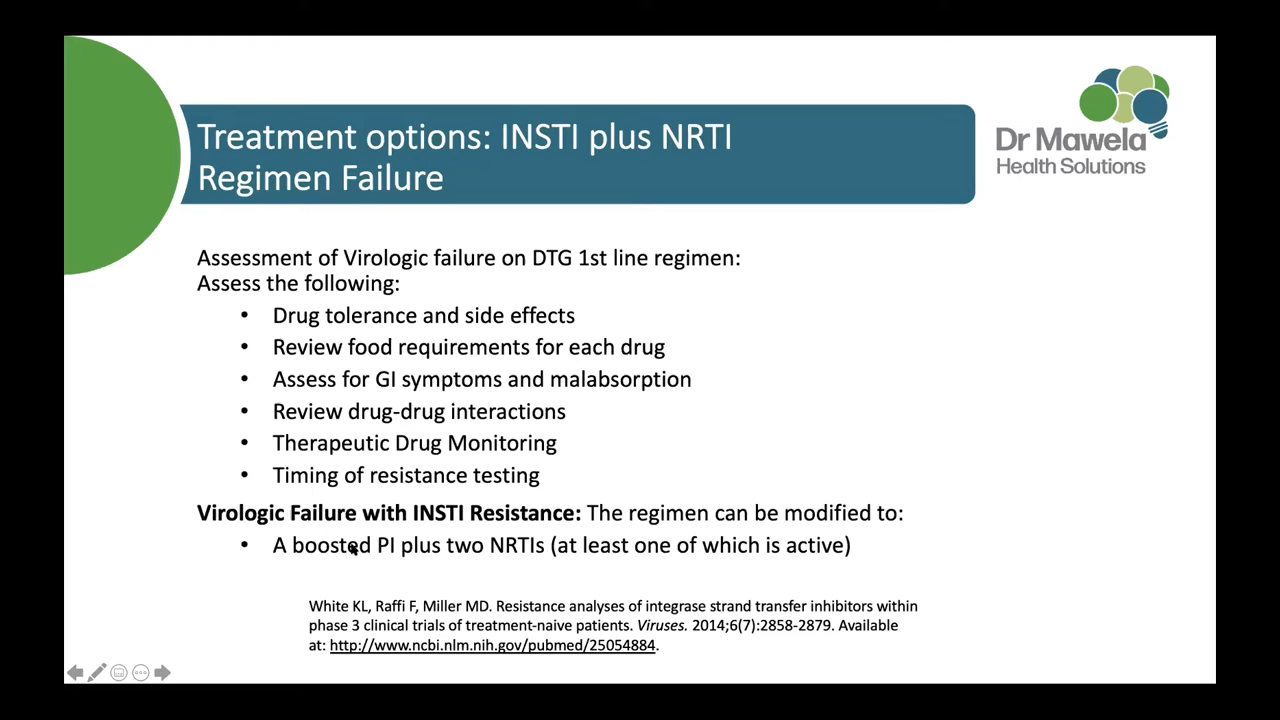 Treatment options: INSTI plus NRTI
Regimen Failure
Dr Mawela
Health Solutions
Assessment of Virologic failure on DTG 1st line regimen:
Assess the following:
• Drug tolerance and side effects
• Review food requirements for each drug
• Assess for GI symptoms and malabsorption
• Review drug-drug interactions
• Therapeutic Drug Monitoring
• Timing of resistance testing
Virologic Failure with INSTI Resistance: The regimen can be modified to:
• A boosted PI plus two NRTIs (at least one of which is active)
White KL, Raffi F, Miller MD. Resistance analyses of integrase strand transfer inhibitors within
phase 3 clinical trials of treatment-naive patients. Viruses. 2014;6(7):2858-2879. Available
at: http://www.ncbi.nlm.nih.gov/pubmed/25054884.